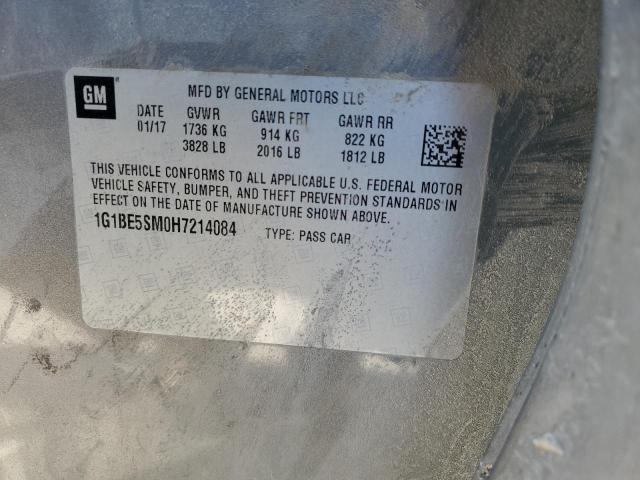 GM
MFD BY GENERAL MOTORS LLC
DATE GVWR GAWR FRT GAWR RR
01/17 1736 KG 914 KG 822 KG
3828 LB 2016 LB 1812 LB
THIS VEHICLE CONFORMS TO ALL APPLICABLE U.S. FEDERAL MOTOR
VEHICLE SAFETY, BUMPER, AND THEFT PREVENTION STANDARDS IN
EFFECT ON THE DATE OF MANUFACTURE SHOWN ABOVE.
1G1BE5SM0H7214084 TYPE: PASS CAR